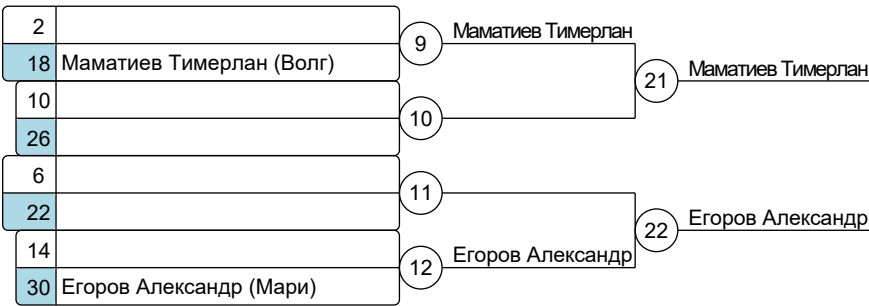 2
18 Маматиев Тимерлан (Волг)
9 Маматиев Тимерлан
21 Маматиев Тимерлан
10
26
10
6
22
11
22 Егоров Александр
14
30 Егоров Александр (Мари)
12 Егоров Александр